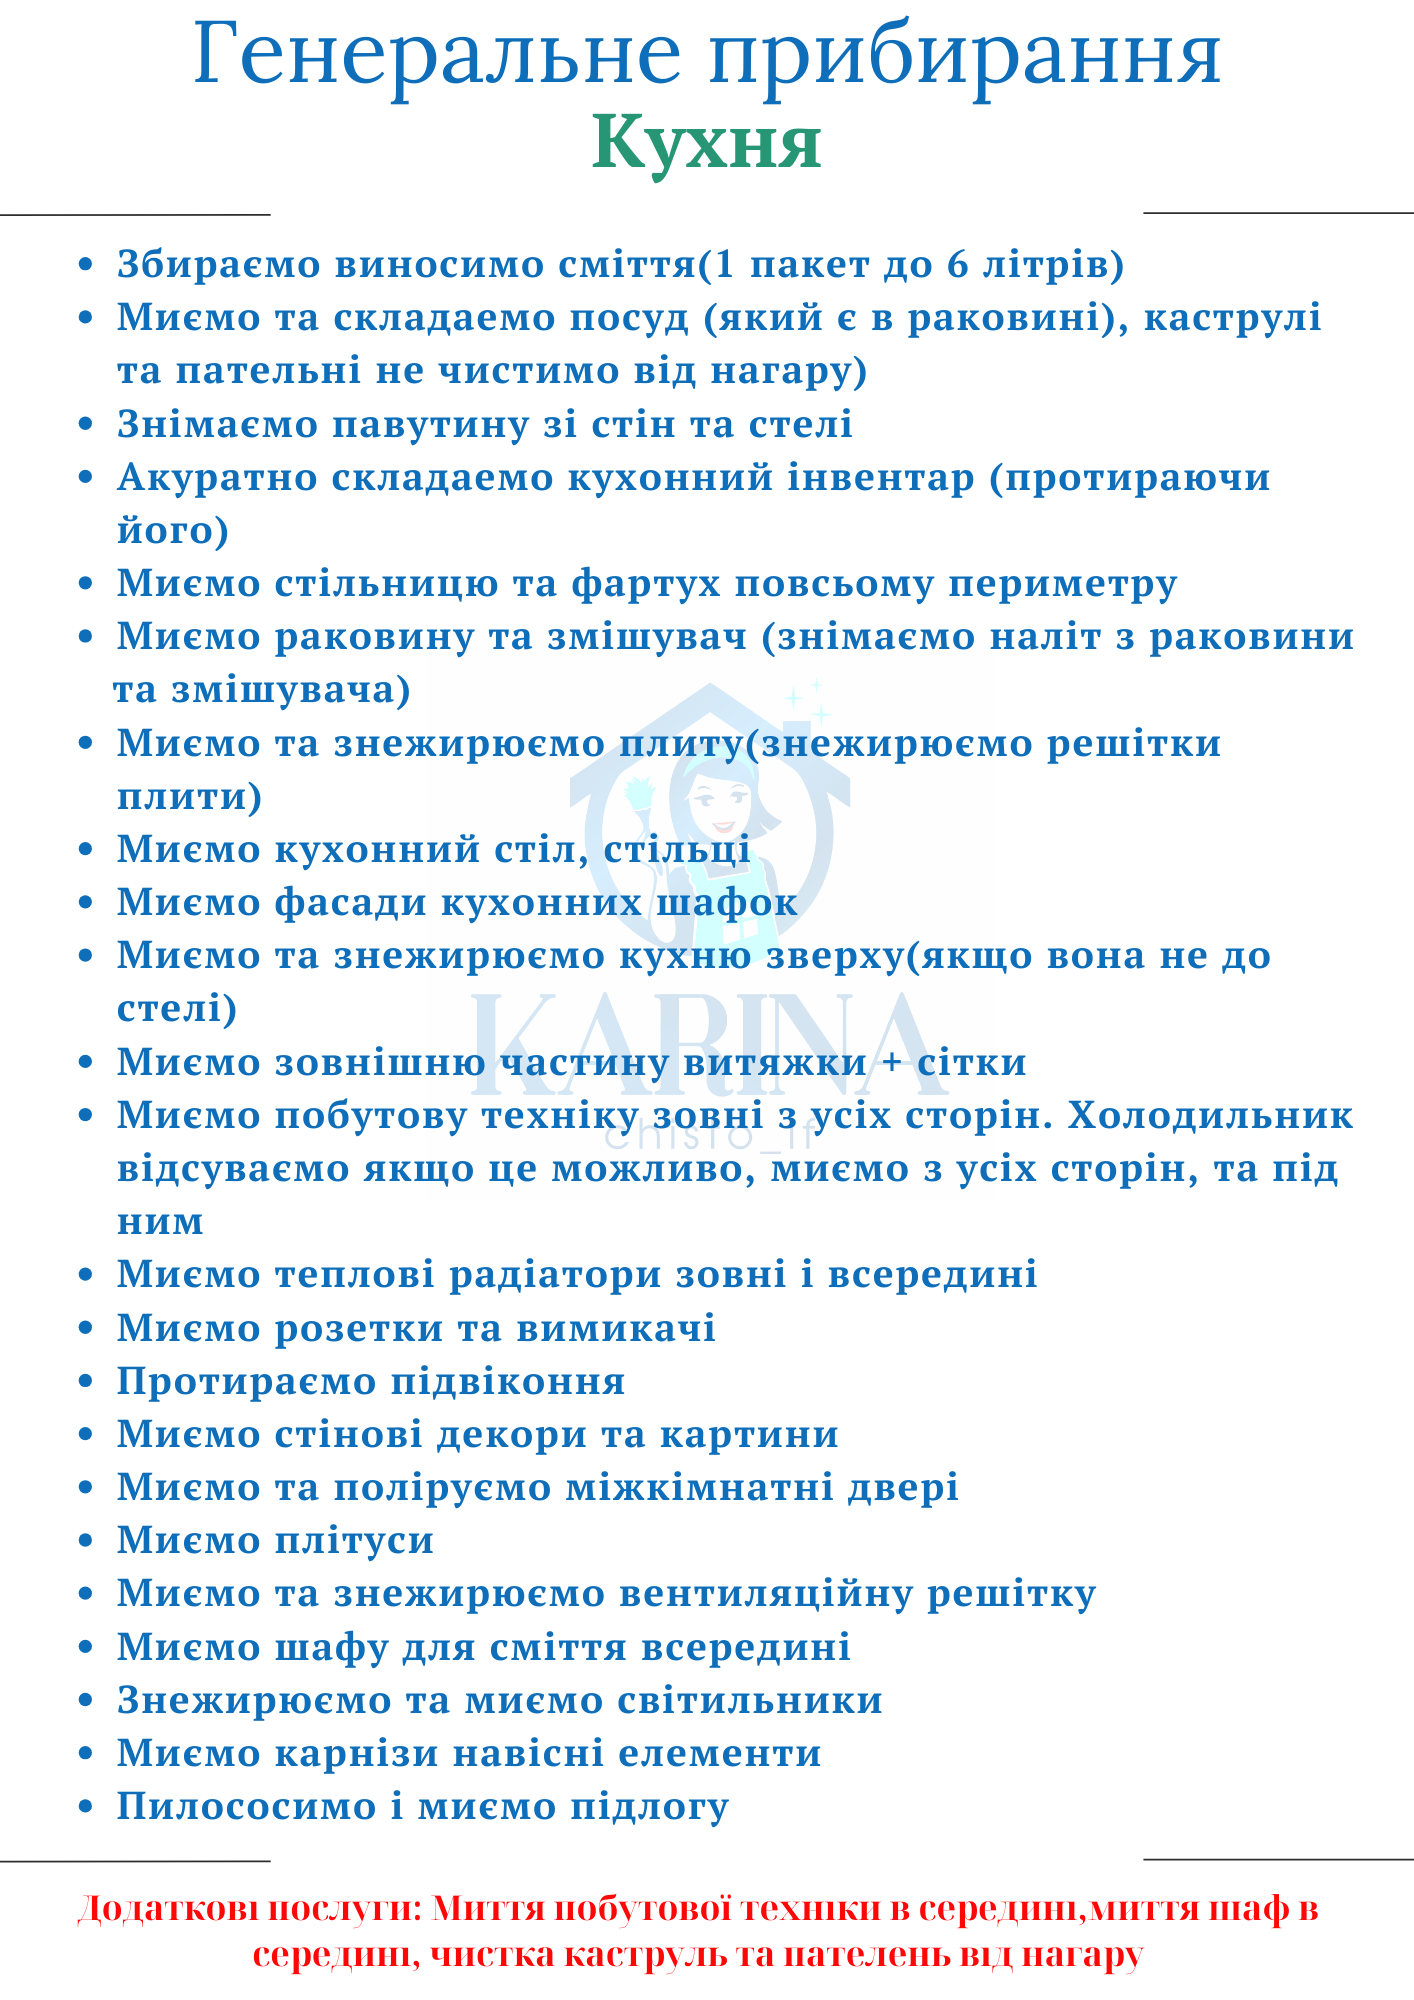 Генеральне прибирання
Кухня
• Збираємо виносимо сміття(1 пакет до 6 літрів)
• Миємо та складаемо посуд (який є в раковині), каструлі
та пательні не чистимо від нагару)
• Знімаємо павутину зі стін та стелі
• Акуратно складаемо кухонний інвентар (протираючи
його)
• Миємо стільницю та фартух повсьому периметру
• Миємо раковину та змішувач (знімаємо наліт з раковини
та змішувача)
• Миємо та знежирюємо плиту(знежирюємо решітки
плити)
• Миємо кухонний стіл, стільці
• Миємо фасади кухонних шафок
• Миємо та знежирюємо кухню зверху(якщо вона не до
стелі)
KARINA
• Миємо зовнішню частину витяжки + сітки
• Миємо побутову техніку зовні з усіх сторін. Холодильник
chisto_if
відсуваємо якщо це можливо, миємо з усіх сторін, та під
ним
• Миємо теплові радіатори зовні і всередині
• Миємо розетки та вимикачі
• Протираємо підвіконня
• Миємо стінові декори та картини
• Миємо та поліруємо міжкімнатні двері
• Миємо плітуси
• Миємо та знежирюємо вентиляційну решітку
• Миємо шафу для сміття всередині
• Знежирюємо та миємо світильники
• Миємо карнізи навісні елементи
• Пилососимо і миємо підлогу
Додаткові послуги: Миття побутової техніки в середині,миття шаф в
середині, чистка каструль та пателень від нагару